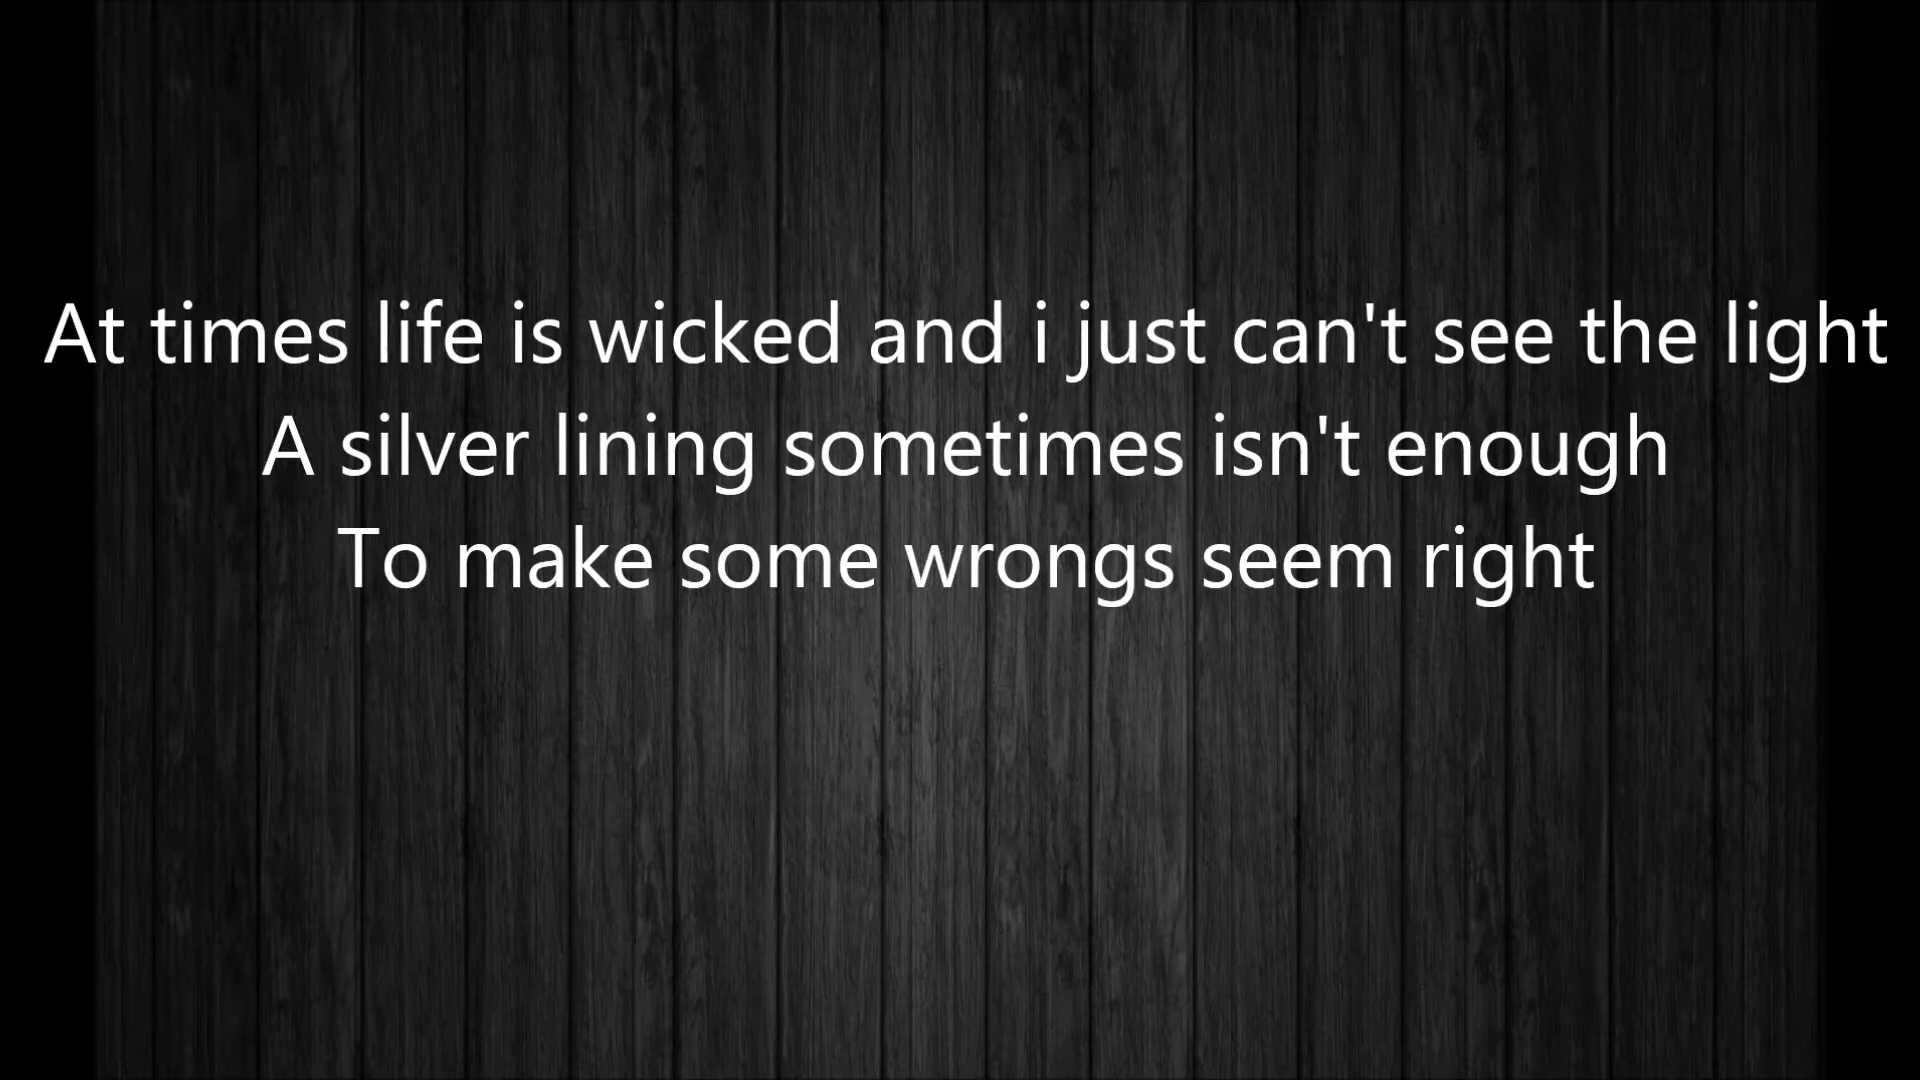 At times life is wicked and i just can't see the light
A silver lining sometimes isn't enough
To make some wrongs seem right